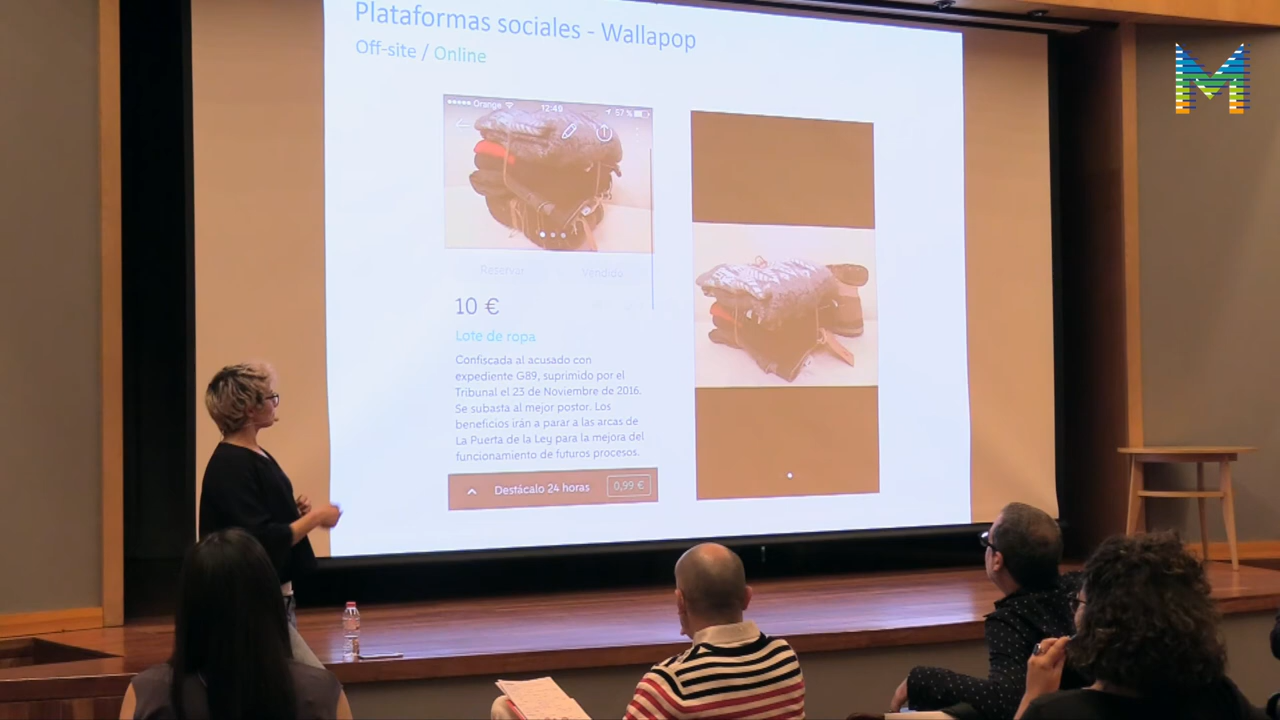 Plataformas sociales - Wallapop
Off-site / Online
Orange
12:49
57 %
Reservar
Vendido
10 €
Lote de ropa
Confiscada al acusado con
expediente G89, suprimido por el
Tribunal el 23 de Noviembre de 2016.
Se subasta al mejor postor. Los
beneficios irán a parar a las arcas de
La Puerta de la Ley para la mejora del
funcionamiento de futuros procesos.
Destácalo 24 horas
0,99 €
M